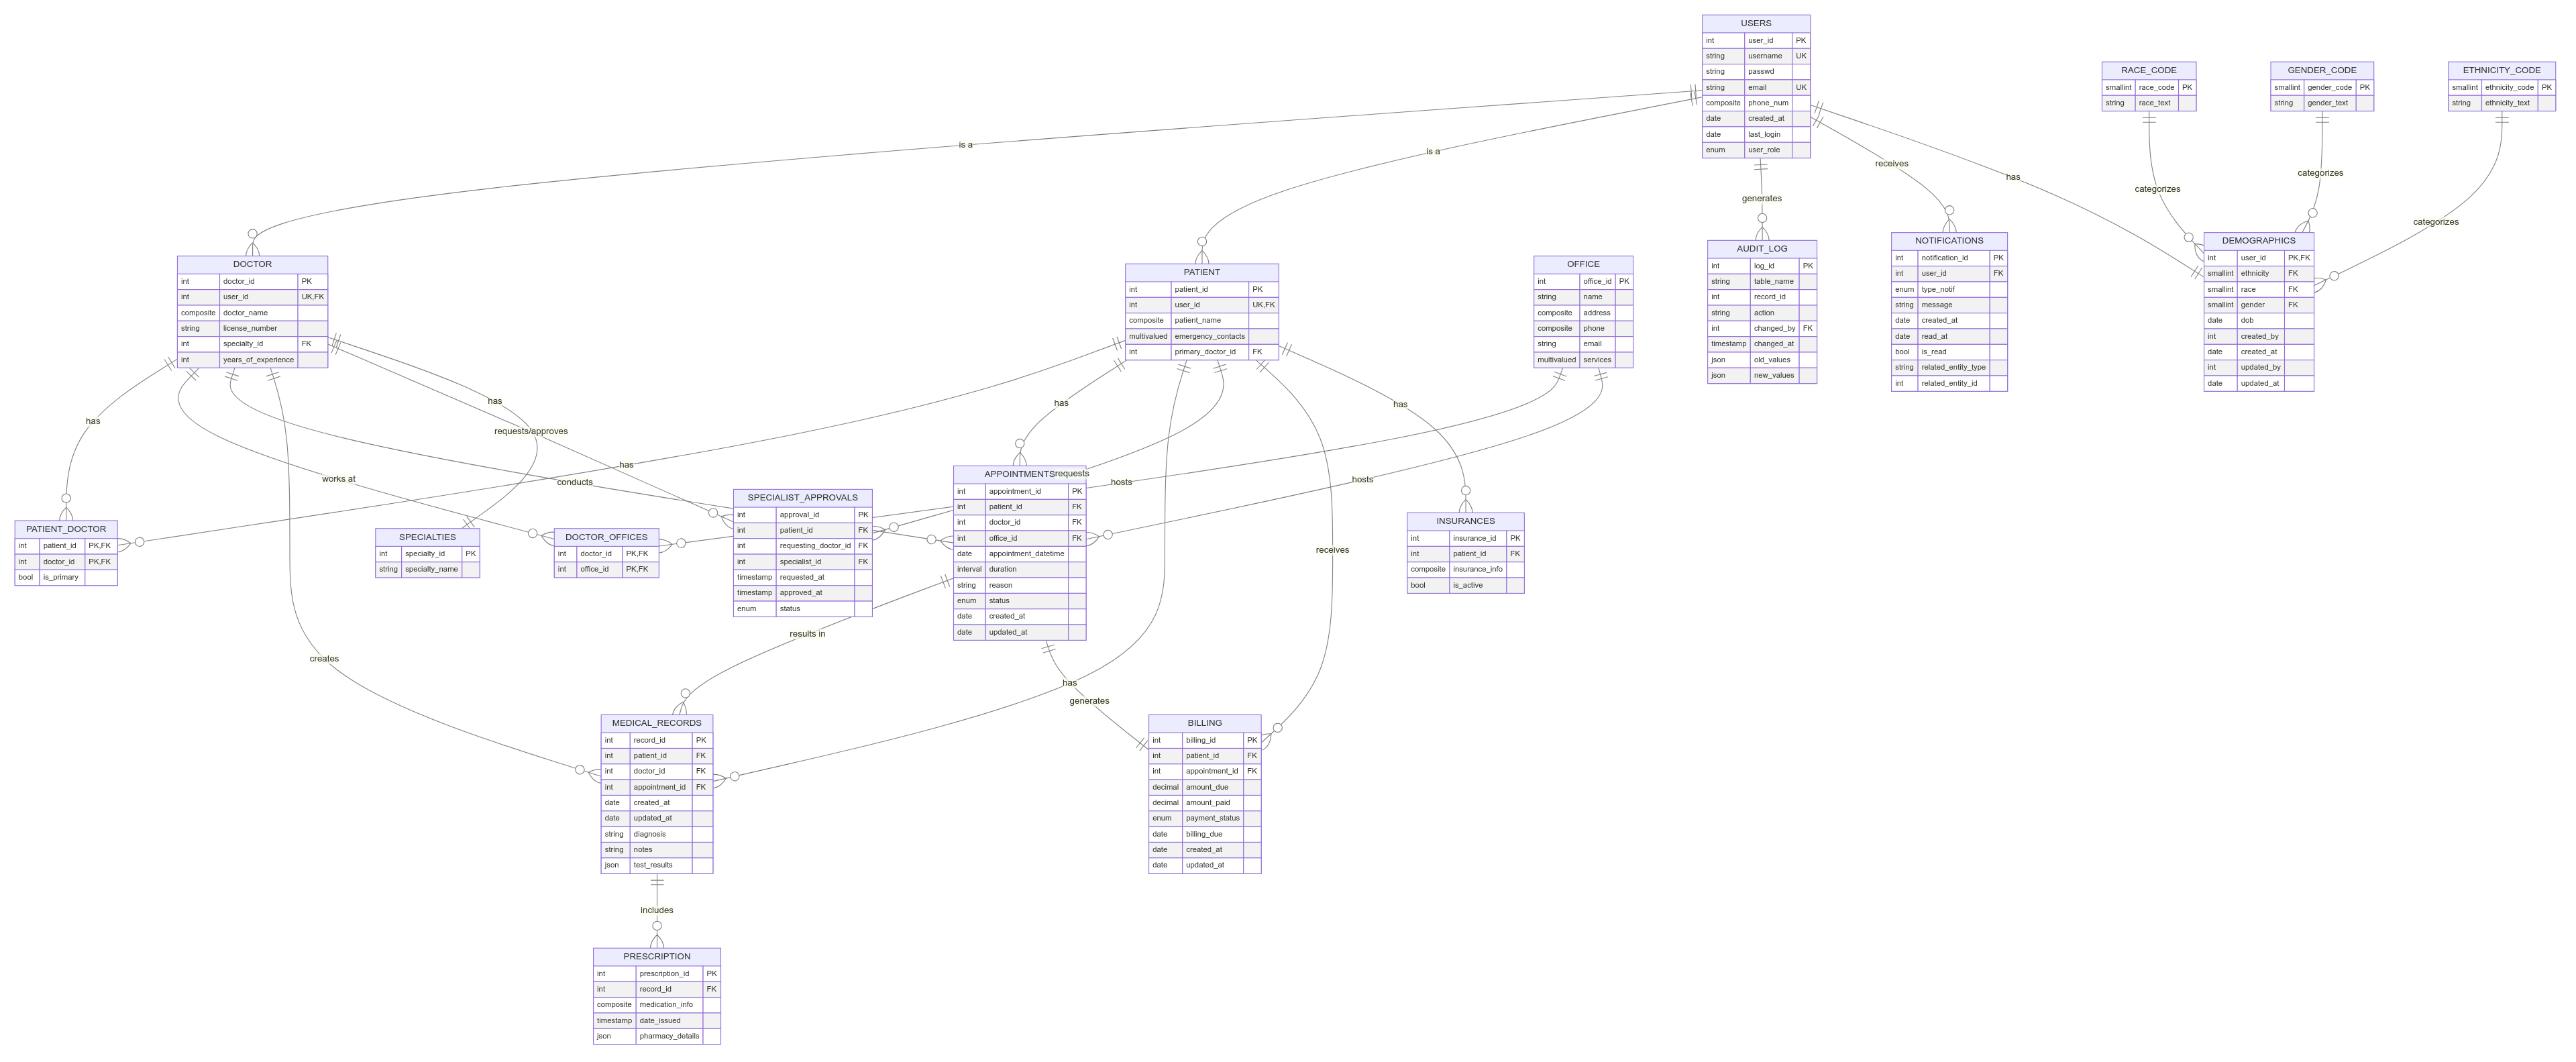 USERS
int user_id PK
string username UK
string passwd
string email UK
composite phone_num
date created_at
date last_login
enum user_role
RACE_CODE
smallint race_code PK
string race_text
GENDER_CODE
smallint gender_code PK
string gender_text
ETHNICITY_CODE
smallint ethnicity_code PK
string ethnicity_text
is a
is a
generates
receives
has
categorizes
categorizes
categorizes
DOCTOR
int doctor_id PK
int user_id UK,FK
composite doctor_name
string license_number
int specialty_id FK
int years_of_experience
PATIENT
int patient_id PK
int user_id UK,FK
composite patient_name
multivalued emergency_contacts
int primary_doctor_id FK
OFFICE
int office_id PK
string name
composite address
composite phone
string email
multivalued services
AUDIT_LOG
int log_id PK
string table_name
int record_id
string action
int changed_by FK
timestamp changed_at
json old_values
json new_values
NOTIFICATIONS
int notification_id PK
int user_id FK
enum type_notif
string message
date created_at
date read_at
bool is_read
string related_entity_type
int related_entity_id
DEMOGRAPHICS
int user_id PK,FK
smallint ethnicity FK
smallint race FK
smallint gender FK
date dob
int created_by
date created_at
int updated_by
date updated_at
has
works at
has
requests/approves
conducts
has
has
requests
hosts
hosts
has
PATIENT_DOCTOR
int patient_id PK,FK
int doctor_id PK,FK
bool is_primary
SPECIALTIES
int specialty_id PK
string specialty_name
DOCTOR_OFFICES
int doctor_id PK,FK
int office_id PK,FK
SPECIALIST_APPROVALS
int approval_id PK
int patient_id FK
int requesting_doctor_id FK
int specialist_id FK
timestamp requested_at
timestamp approved_at
enum status
APPOINTMENTS
int appointment_id PK
int patient_id FK
int doctor_id FK
int office_id FK
date appointment_datetime
interval duration
string reason
enum status
date created_at
date updated_at
INSURANCES
int insurance_id PK
int patient_id FK
composite insurance_info
bool is_active
creates
results in
has
generates
receives
MEDICAL_RECORDS
int record_id PK
int patient_id FK
int doctor_id FK
int appointment_id FK
date created_at
date updated_at
string diagnosis
string notes
json test_results
BILLING
int billing_id PK
int patient_id FK
int appointment_id FK
decimal amount_due
decimal amount_paid
enum payment_status
date billing_due
date created_at
date updated_at
includes
PRESCRIPTION
int prescription_id PK
int record_id FK
composite medication_info
timestamp date_issued
json pharmacy_details